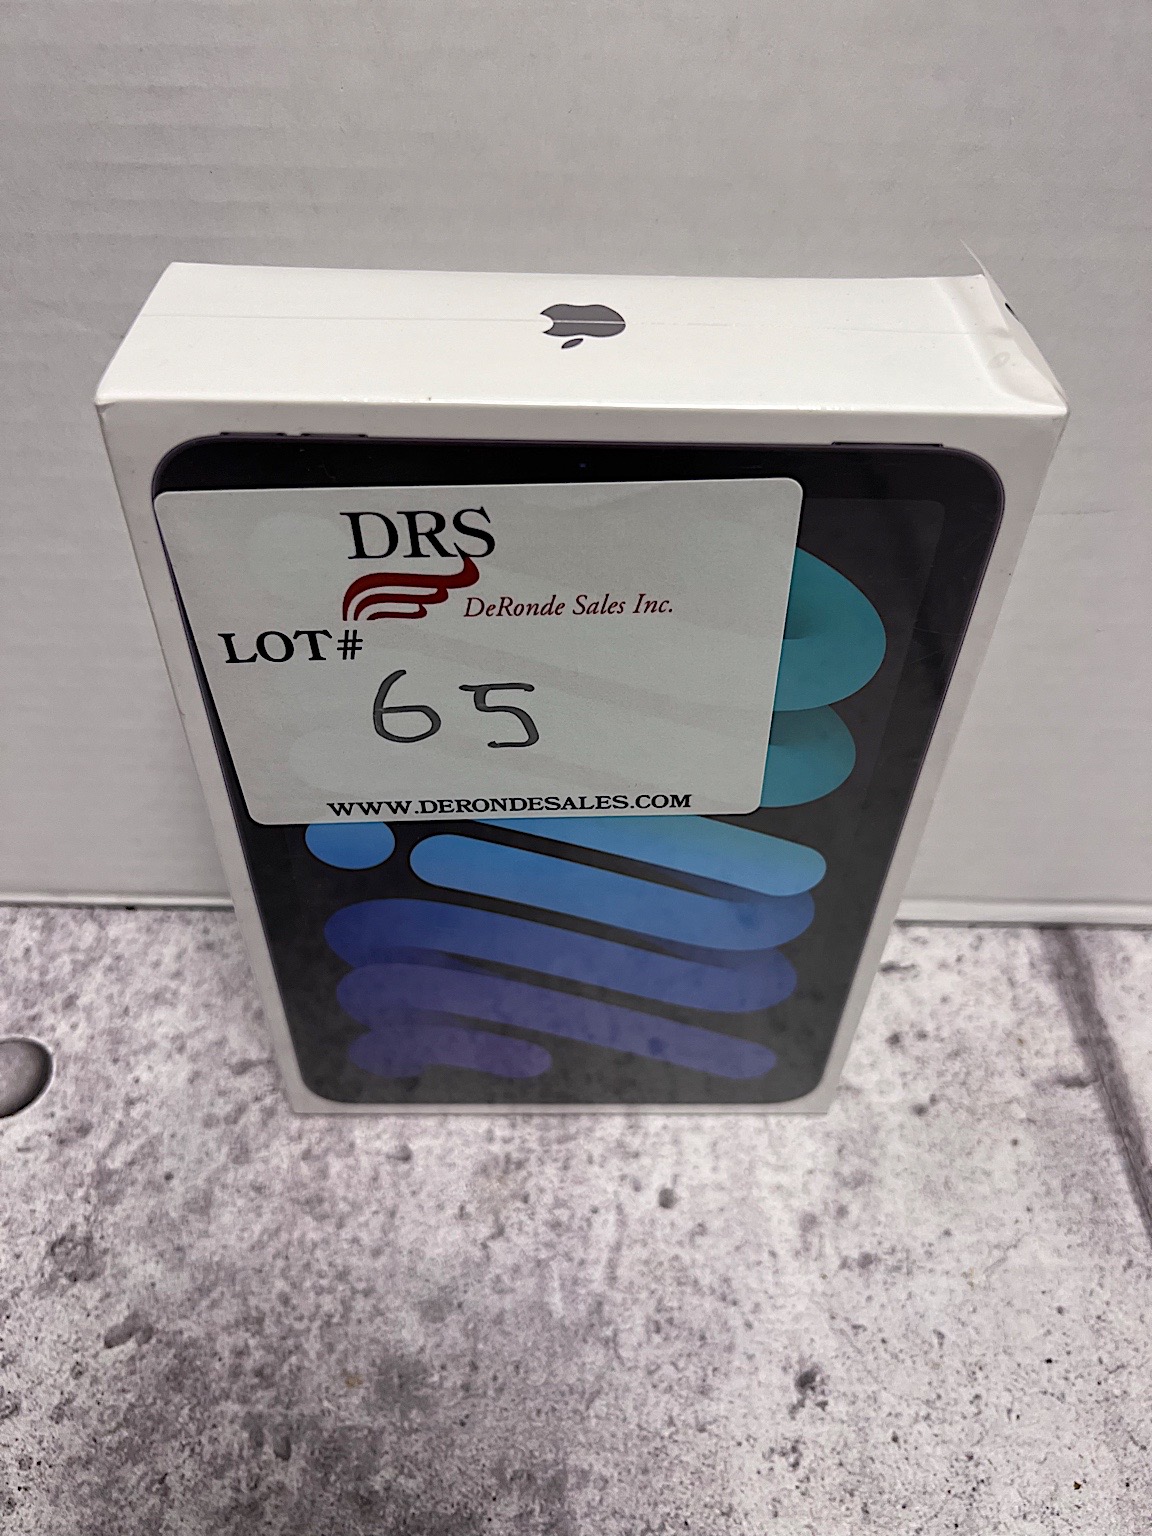 DRS
DeRonde Sales Inc.
LOT#
65
WWW.DERONDESALES.COM